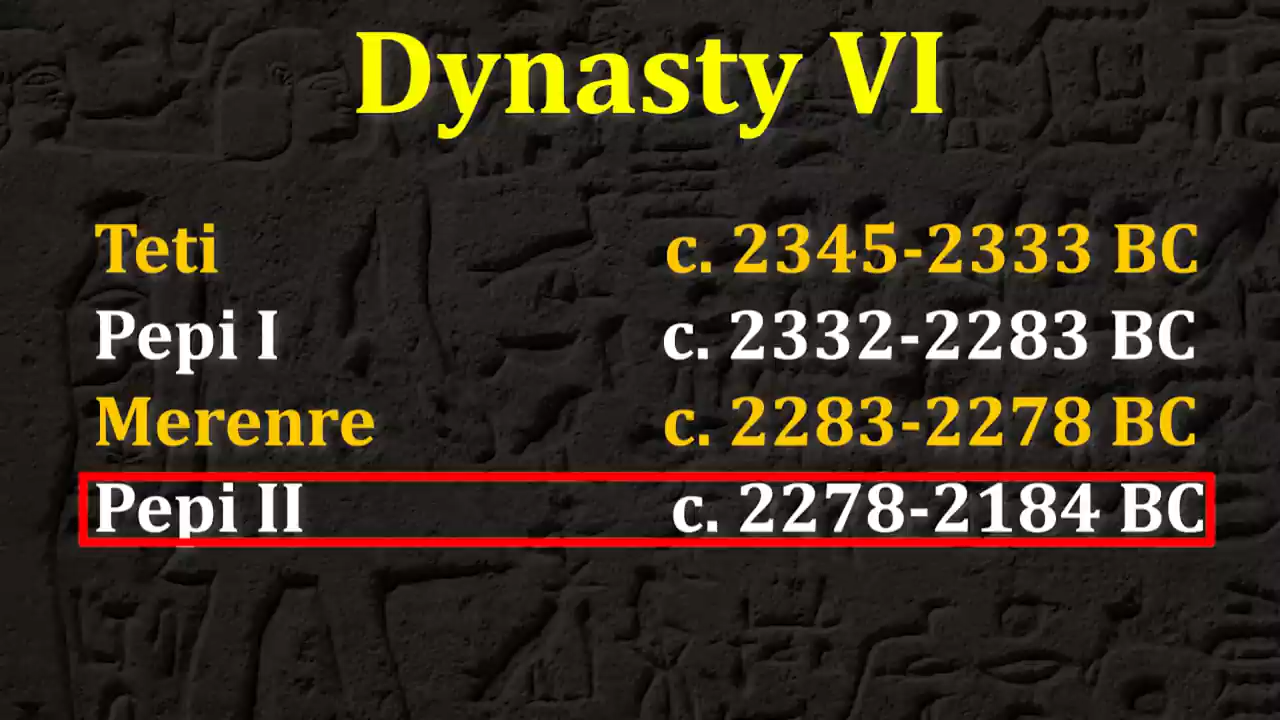 Dynasty VI
Teti c. 2345-2333 BC
Pepi I c. 2332-2283 BC
Merenre c. 2283-2278 BC
Pepi II c. 2278-2184 BC